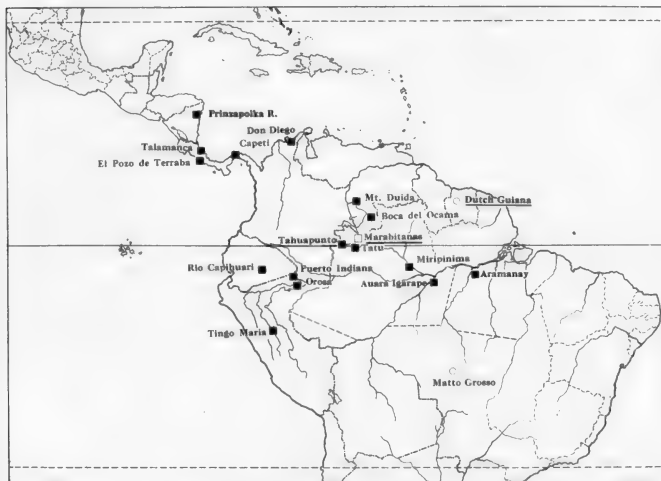 Prinzapolka R.
Don Diego
Talamanca
Capeti
El Pozo de Terraba
Mt. Duida
Dutch Guiana
Boca del Ocama
Marabitanas
Tahuapunto
Tatu
Miripinima
Rio Capihuari
Puerto Indiana
Orosa
Auara Igarape
Aramanay
Tingo Maria
Matto Grosso